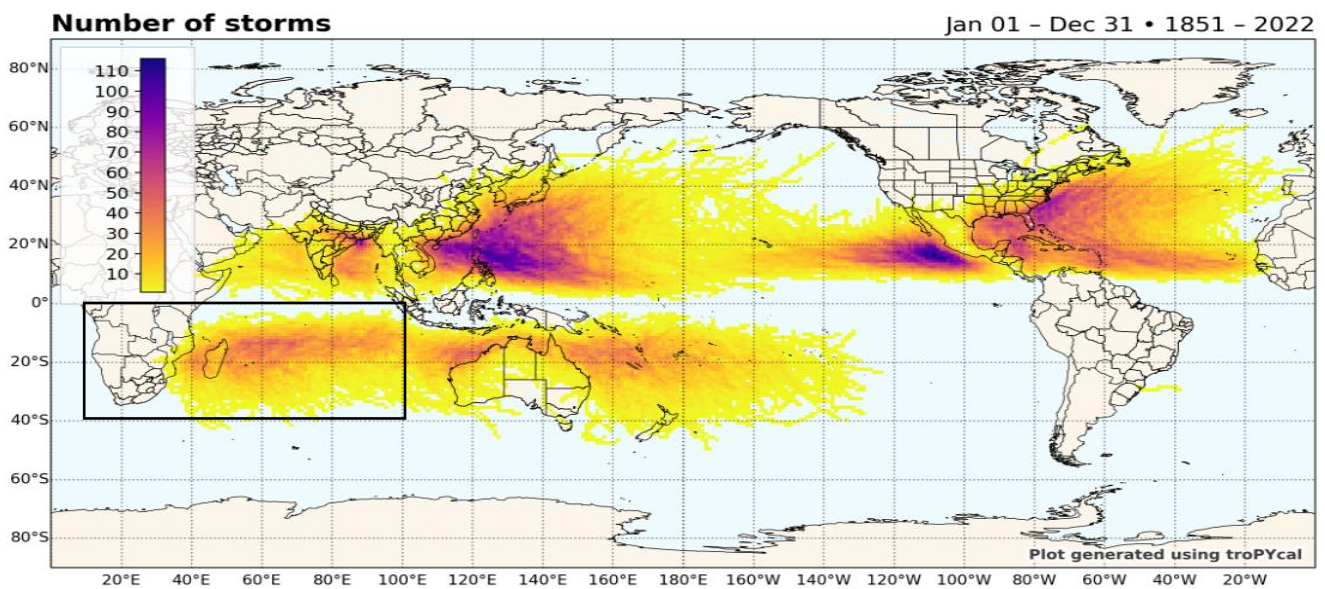 Number of storms
Jan 01 – Dec 31 • 1851 – 2022
110
100
90
80
70
60
50
40
30
20
10
80°N
60°N
40°N
20°N
0°
20°S
40°S
60°S
80°S
Plot generated using troPYcal
20°E 40°E 60°E 80°E 100°E 120°E 140°E 160°E 180°E 160°W 140°W 120°W 100°W 80°W 60°W 40°W 20°W